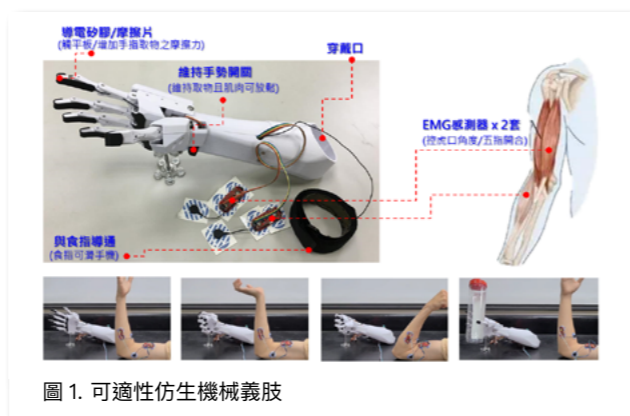 導電矽膠/摩擦片
(觸平板/增加手指取物之摩擦力)
維持手勢開關
(維持取物且肌肉可放鬆)
穿戴口
EMG感測器 x 2套
(控虎口角度/五指開合)
與食指導通
(食指可滑手機)
圖 1. 可適性仿生機械義肢